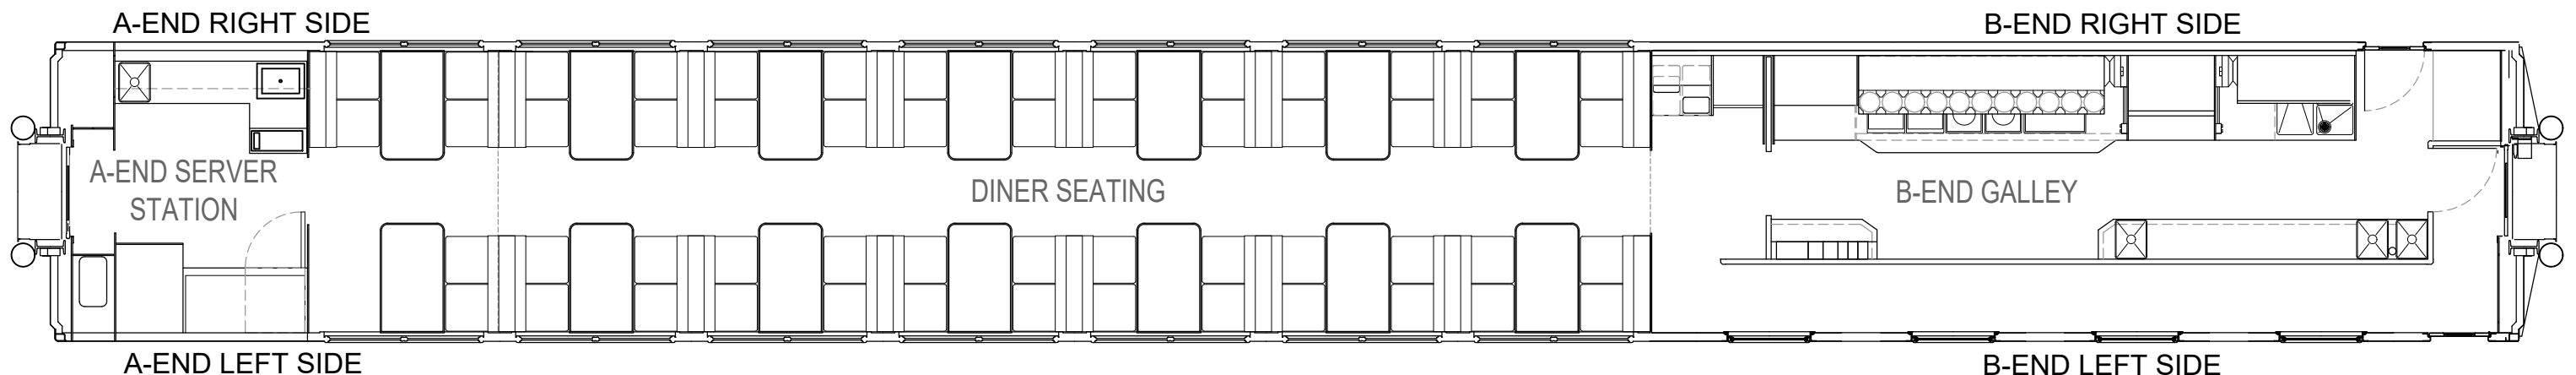 A-END RIGHT SIDE
B-END RIGHT SIDE
A-END SERVER
STATION
DINER SEATING
B-END GALLEY
A-END LEFT SIDE
B-END LEFT SIDE